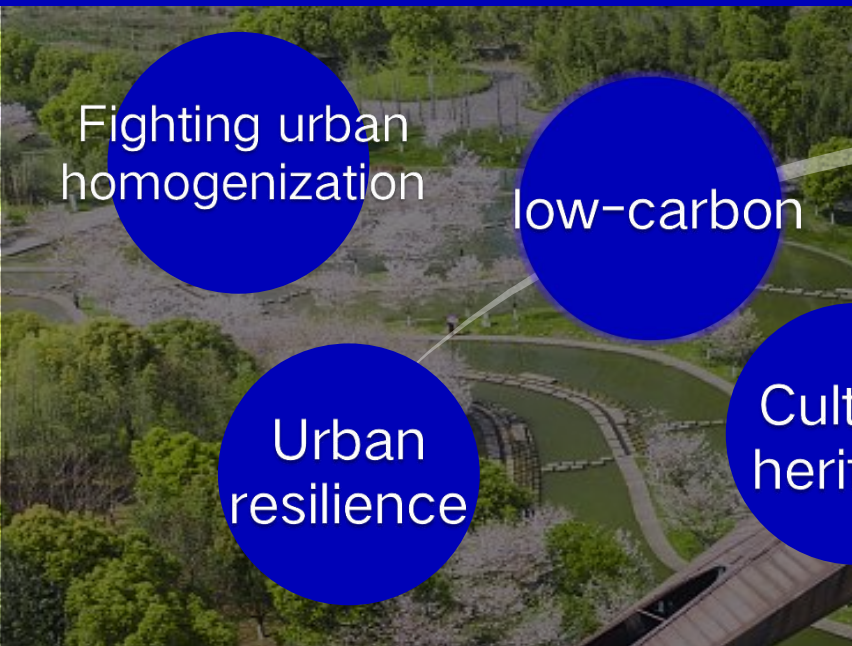 Fighting urban
homogenization
low-carbon
Urban
resilience